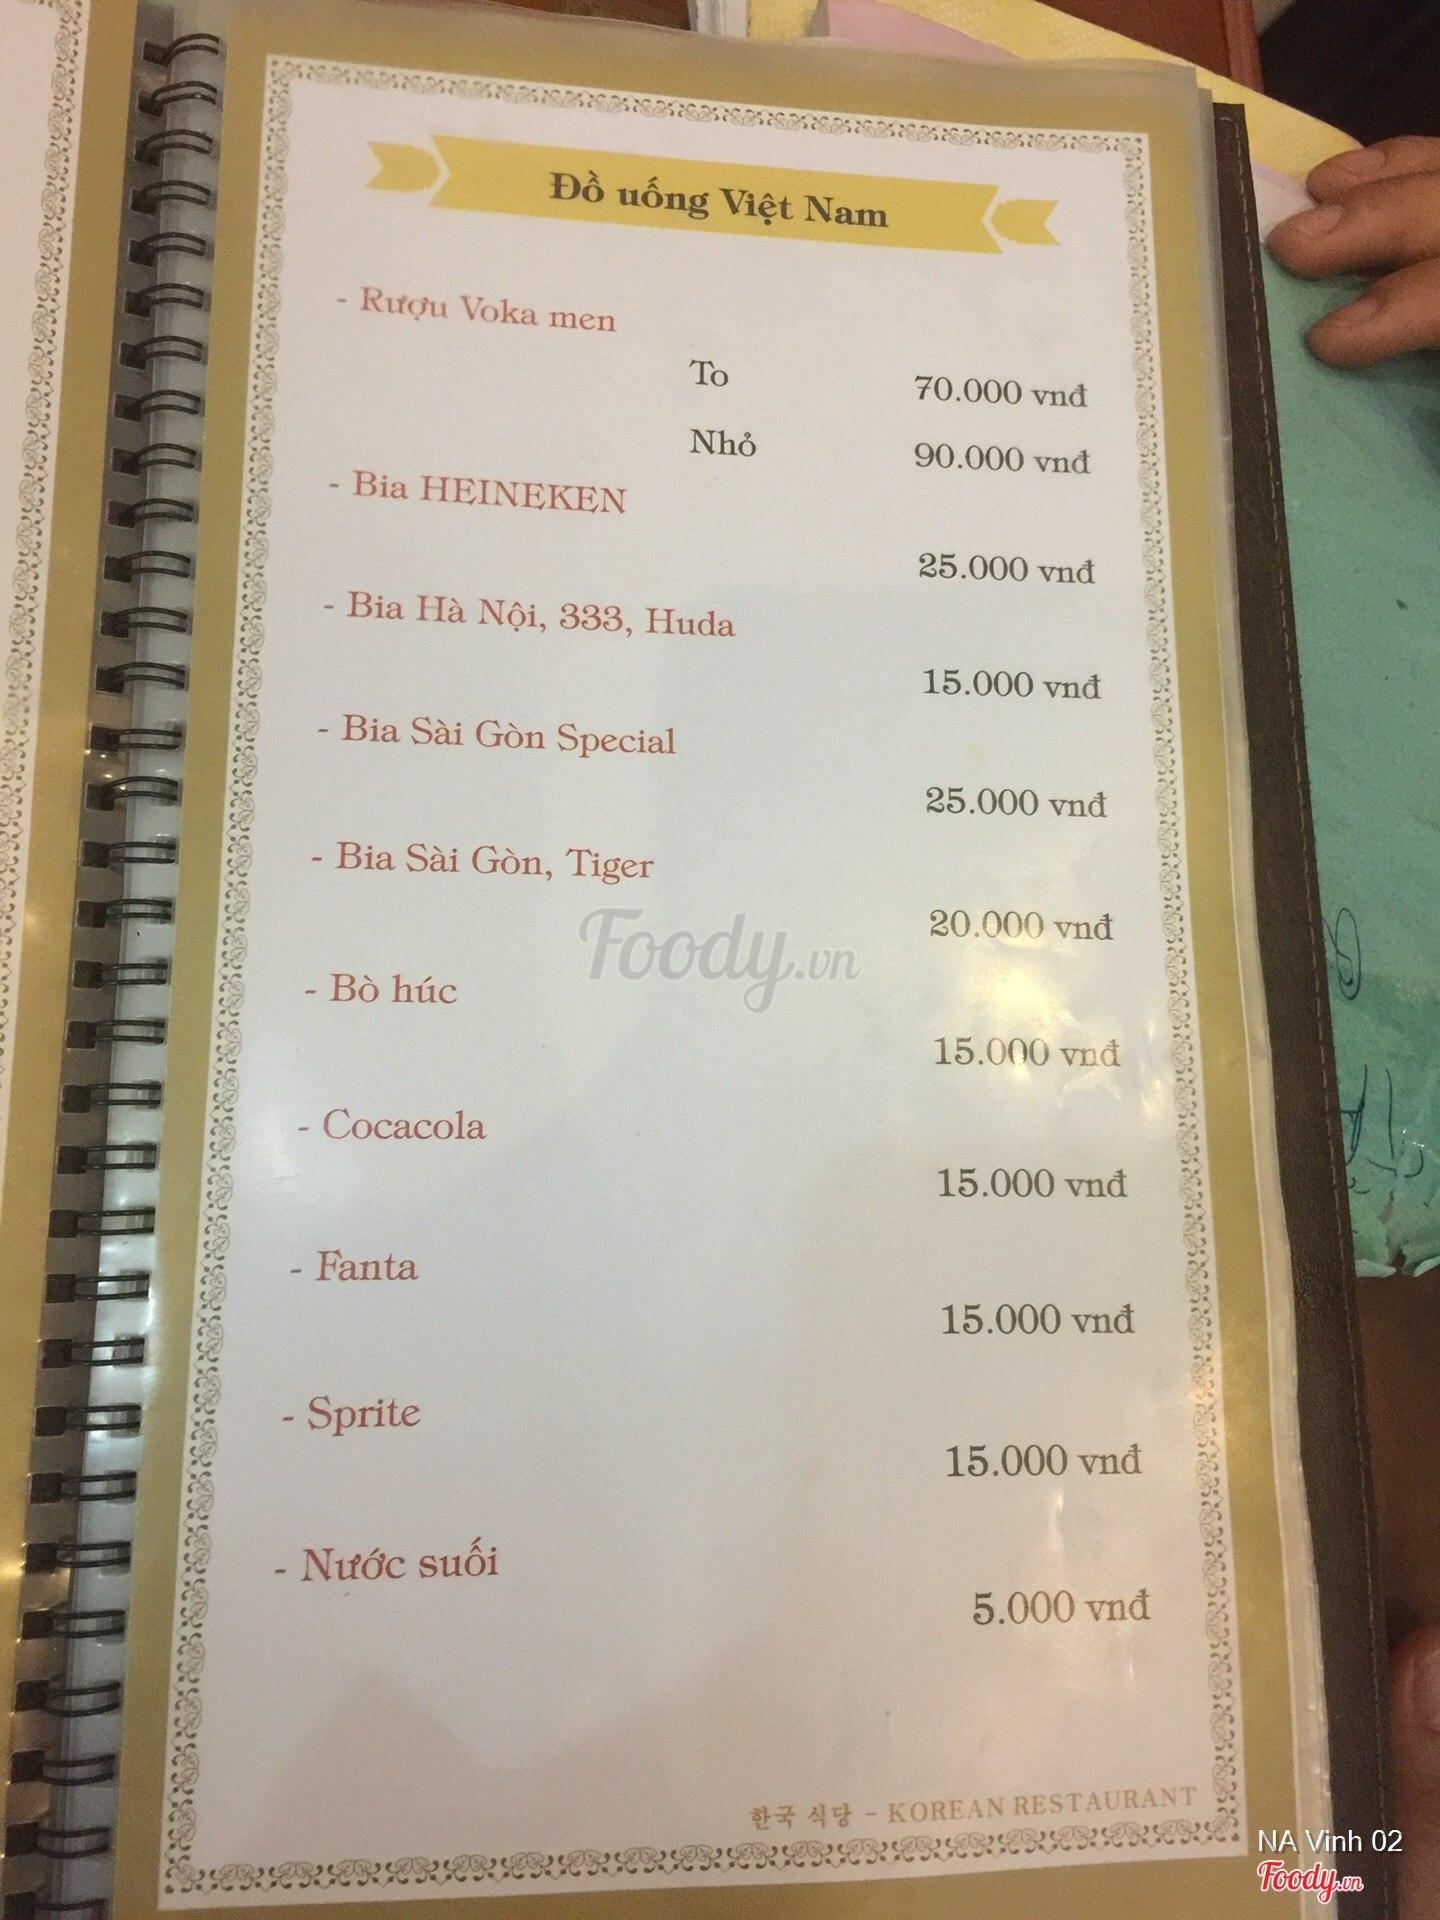 Đồ uống Việt Nam
- Rượu Voka men
To 70.000 vnđ
Nhỏ 90.000 vnđ
- Bia HEINEKEN
25.000 vnđ
- Bia Hà Nội, 333, Huda
15.000 vnđ
- Bia Sài Gòn Special
25.000 vnđ
- Bia Sài Gòn, Tiger
20.000 vnđ
Foody.vn
- Bò húc
15.000 vnđ
- Cocacola
15.000 vnđ
- Fanta
15.000 vnđ
- Sprite
15.000 vnđ
- Nước suối
5.000 vnđ
한국 식당 - KOREAN RESTAURANT
NA Vinh 02
Foody.vn